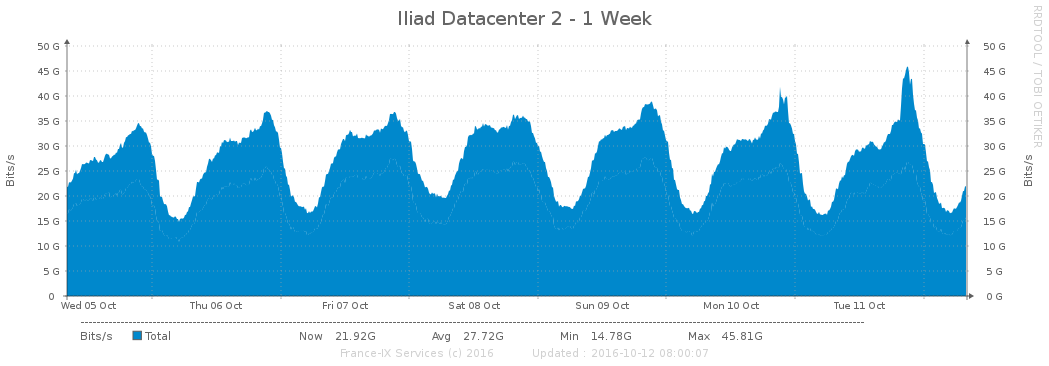 Iliad Datacenter 2 - 1 Week
RRDTOOL / TOBI OETIKER
50 G 50 G
45 G 45 G
40 G 40 G
35 G 35 G
30 G 30 G
25 G 25 G
20 G 20 G
15 G 15 G
10 G 10 G
5 G 5 G
0 0 G
Bits/s
Bits/s
Wed 05 Oct Thu 06 Oct Fri 07 Oct Sat 08 Oct Sun 09 Oct Mon 10 Oct Tue 11 Oct
Bits/s Total Now 21.92G Avg 27.72G Min 14.78G Max 45.81G
France-IX Services (c) 2016 Updated : 2016-10-12 08:00:07